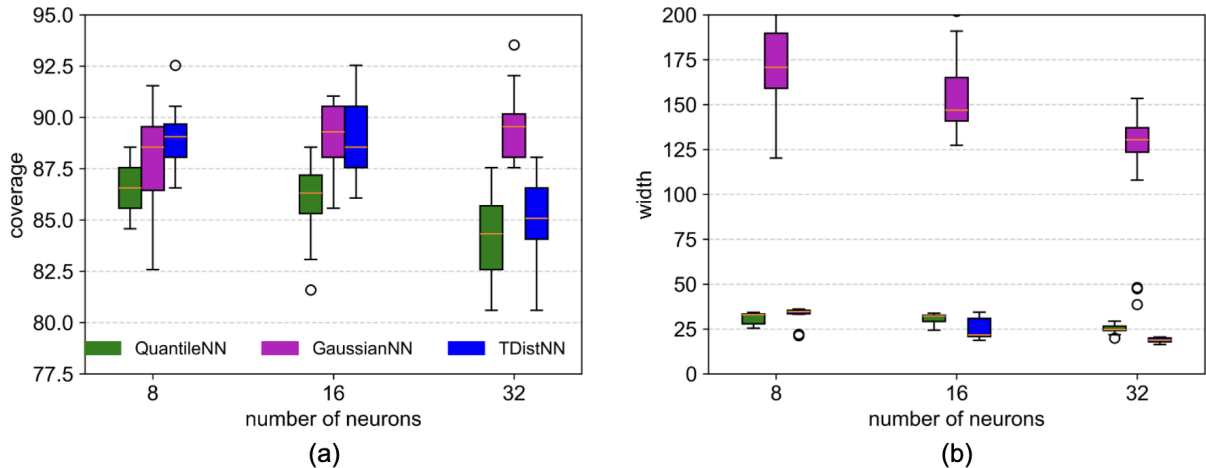 95.0
92.5
90.0
87.5
85.0
82.5
80.0
77.5
coverage
QuantileNN GaussianNN TDistNN
8 16 32
number of neurons
(a)
200
175
150
125
100
75
50
25
0
width
8 16 32
number of neurons
(b)